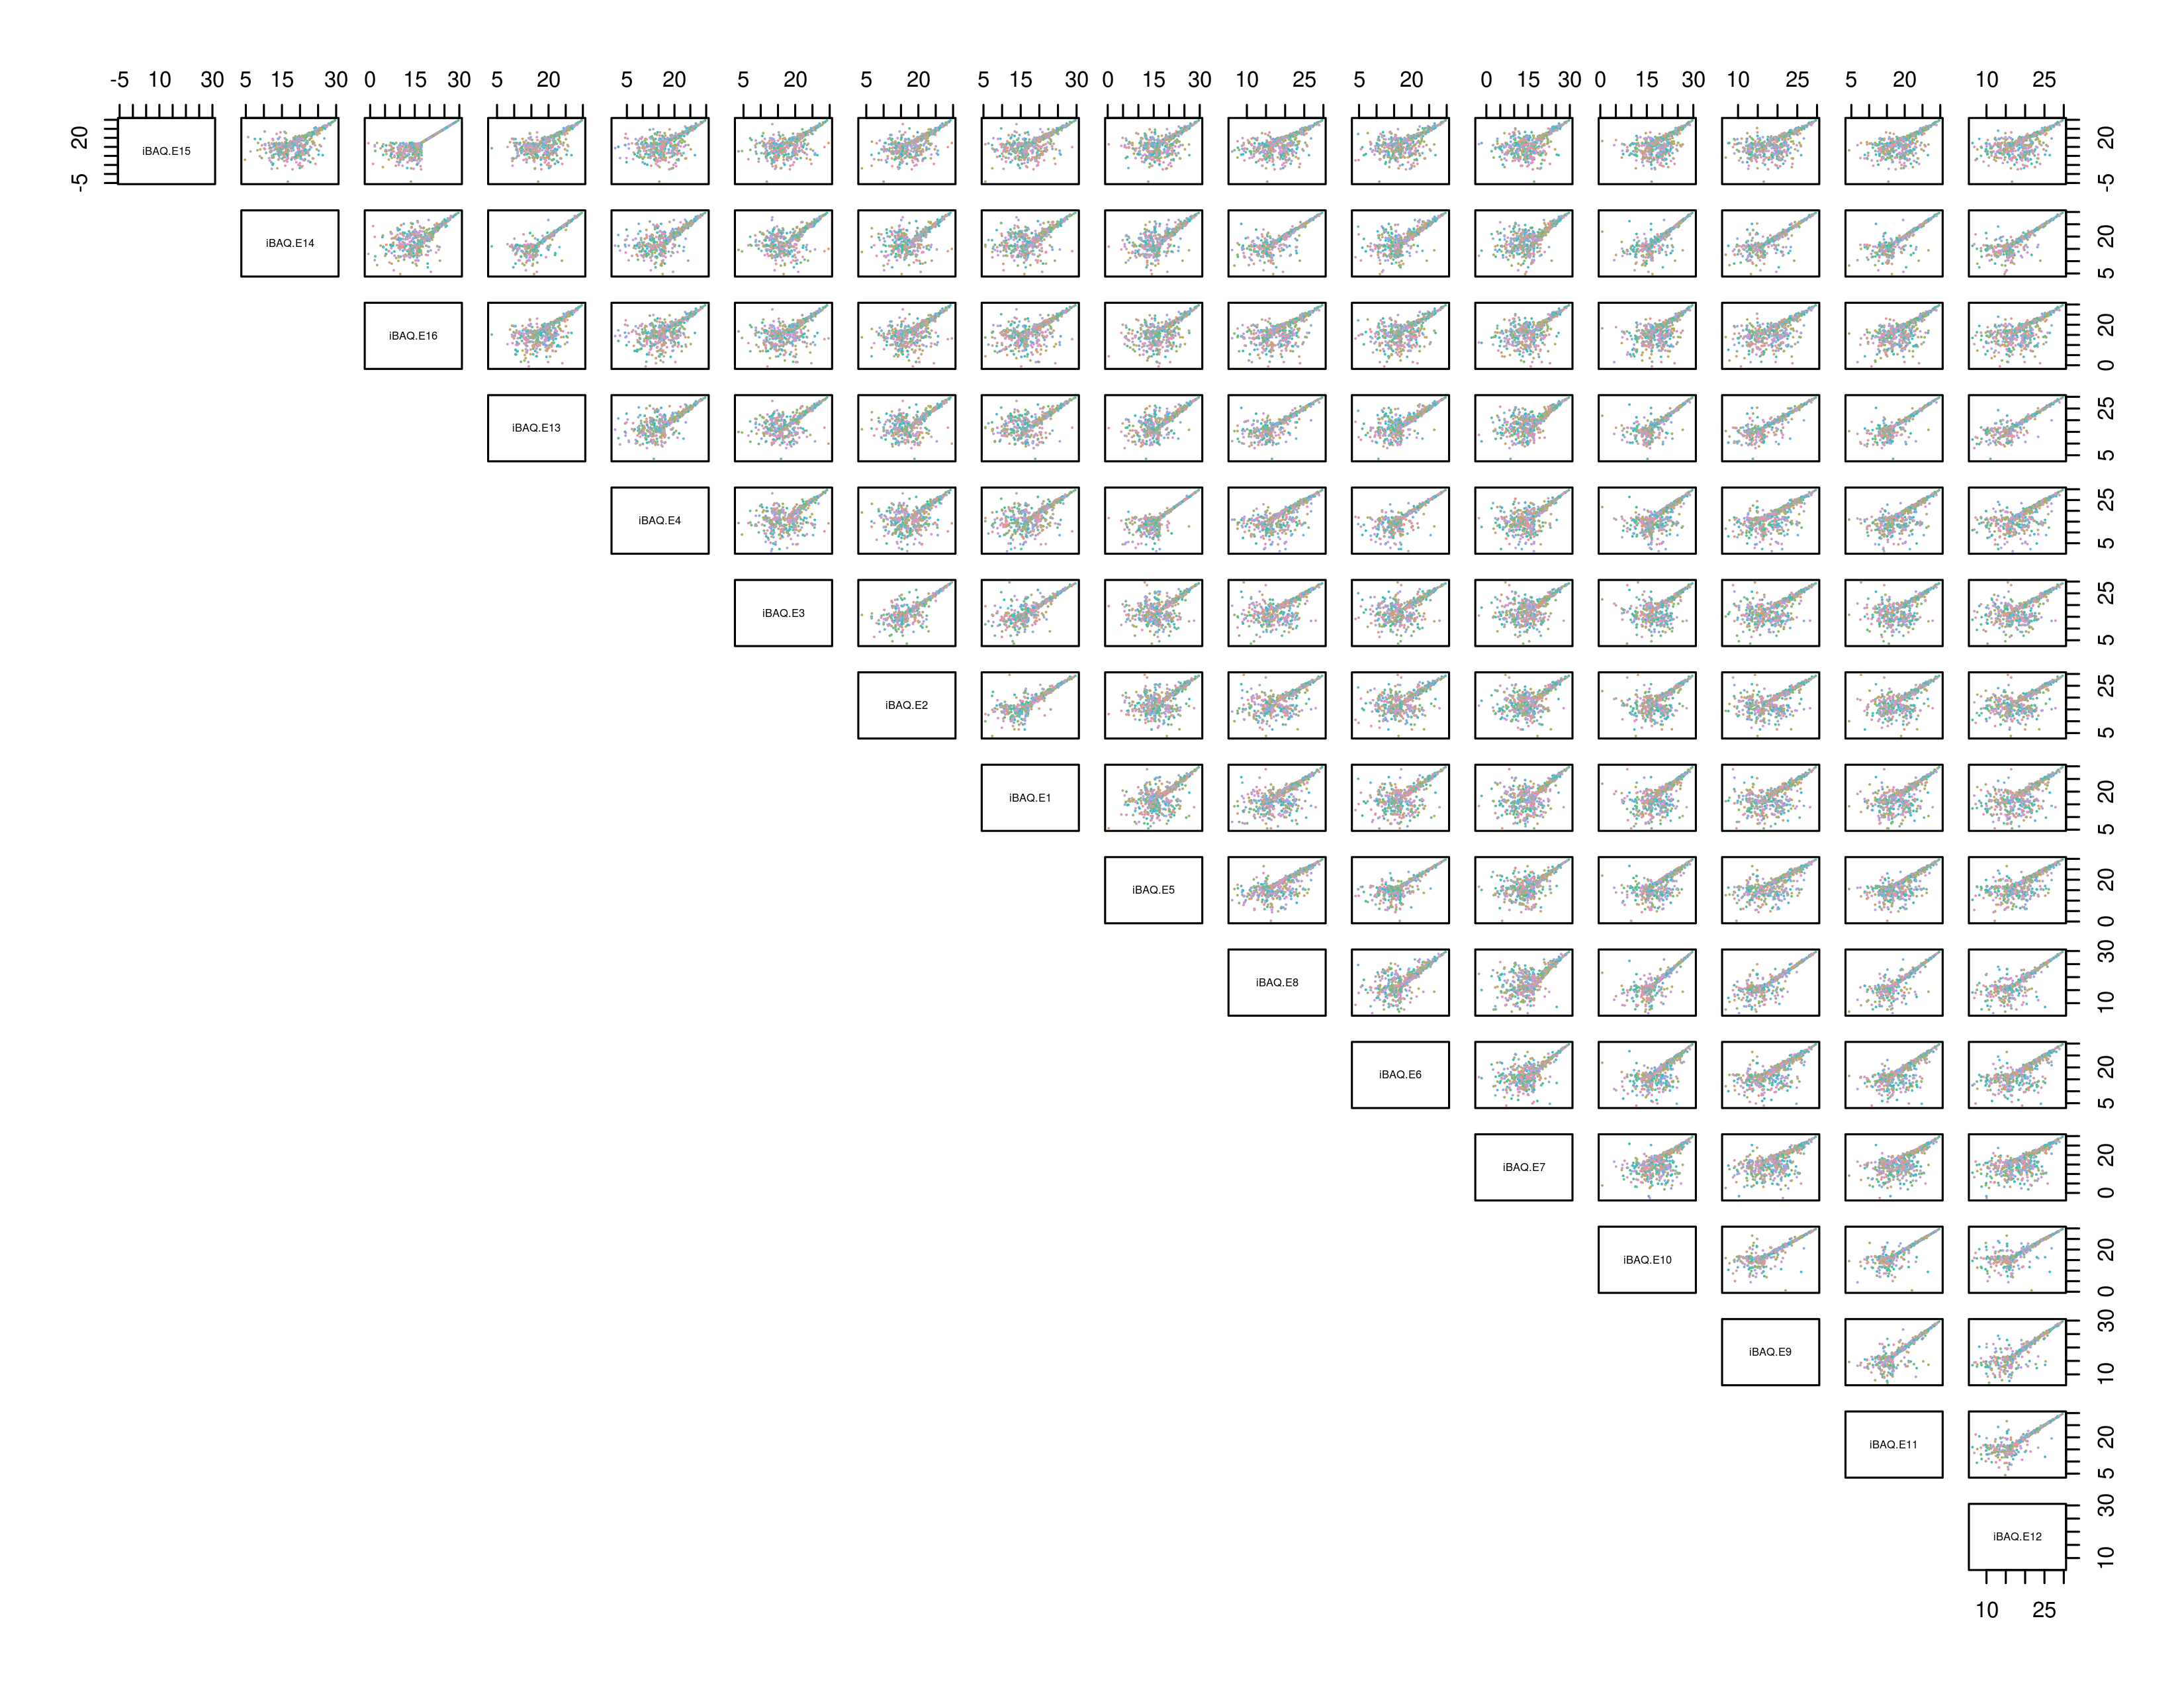 -5 10 30 5 15 30 0 15 30 5 20 5 20 5 20 5 20 5 15 30 0 15 30 10 25 5 20 0 15 30 0 15 30 10 25 5 20 10 25
-5 20 iBAQ.E15 -5 20
iBAQ.E14 5 20
iBAQ.E16 0 20
iBAQ.E13 5 25
iBAQ.E4 5 25
iBAQ.E3 5 25
iBAQ.E2 5 25
iBAQ.E1 5 20
iBAQ.E5 0 20
iBAQ.E8 10 30
iBAQ.E6 5 20
iBAQ.E7 0 20
iBAQ.E10 0 20
iBAQ.E9 10 30
iBAQ.E11 5 20
iBAQ.E12 10 30
10 25